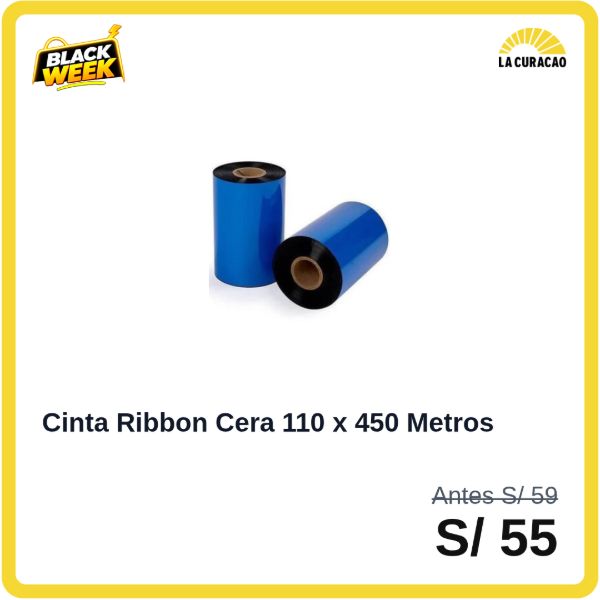 BLACK
WEEK
LA CURACAO
Cinta Ribbon Cera 110 x 450 Metros
Antes S/ 59
S/ 55